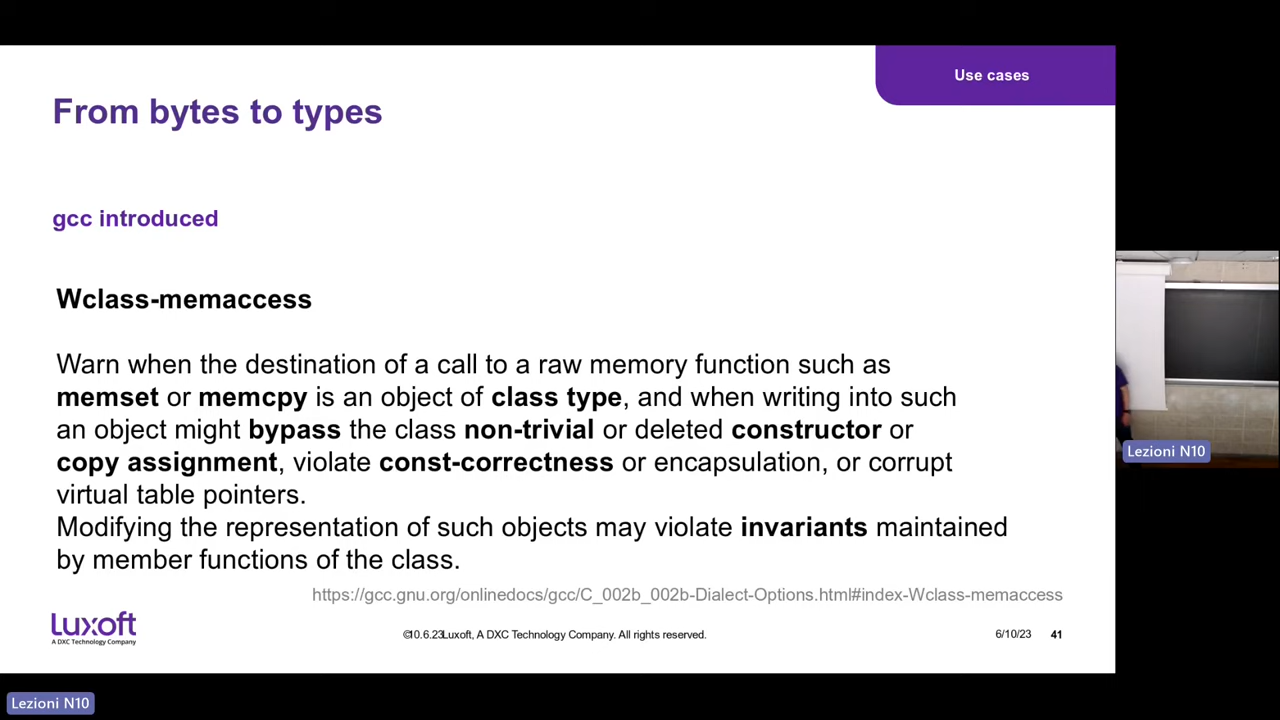 Use cases
From bytes to types
gcc introduced
Wclass-memaccess
Warn when the destination of a call to a raw memory function such as
memset or memcpy is an object of class type, and when writing into such
an object might bypass the class non-trivial or deleted constructor or
copy assignment, violate const-correctness or encapsulation, or corrupt
virtual table pointers.
Modifying the representation of such objects may violate invariants maintained
by member functions of the class.
https://gcc.gnu.org/onlinedocs/gcc/C_002b_002b-Dialect-Options.html#index-Wclass-memaccess
Luxoft
A DXC Technology Company
©10.6.23Luxoft, A DXC Technology Company. All rights reserved.
6/10/23 41
Lezioni N10
Lezioni N10